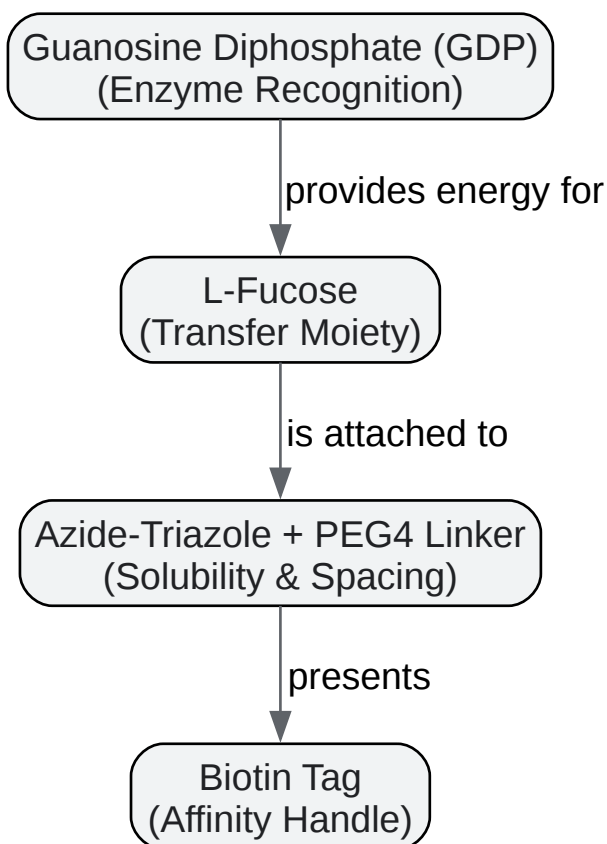 Guanosine Diphosphate (GDP)
(Enzyme Recognition)
provides energy for
L-Fucose
(Transfer Moiety)
is attached to
Azide-Triazole + PEG4 Linker
(Solubility & Spacing)
presents
Biotin Tag
(Affinity Handle)